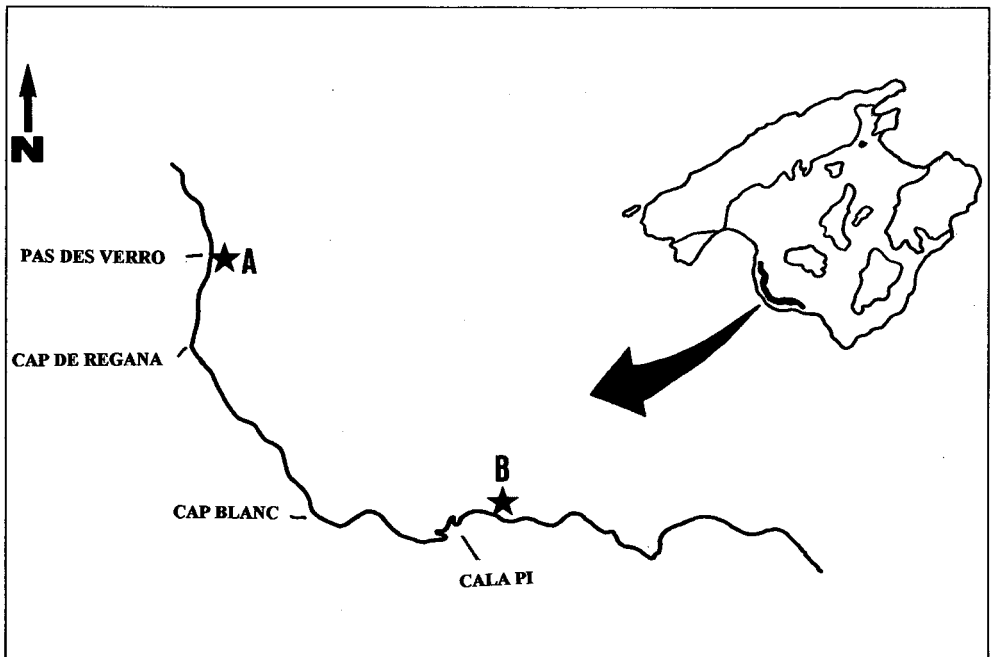 N
PAS DES VERRO
A
CAP DE REGANA
B
CAP BLANC
CALA PI